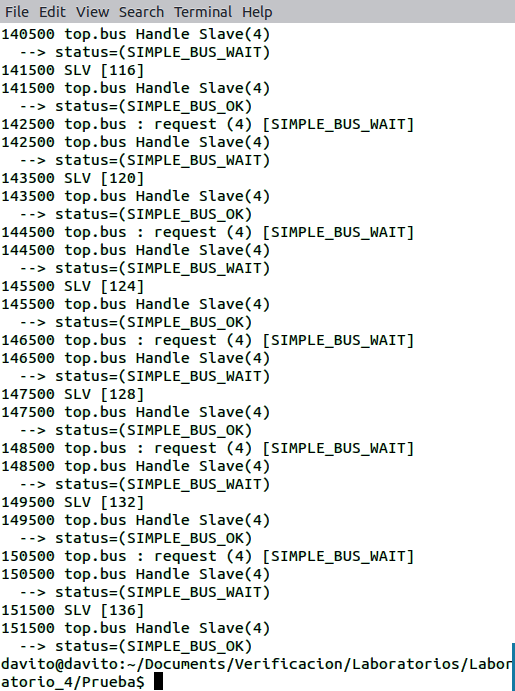 File Edit View Search Terminal Help
140500 top.bus Handle Slave(4)
  --> status=(SIMPLE_BUS_WAIT)
141500 SLV [116]
141500 top.bus Handle Slave(4)
  --> status=(SIMPLE_BUS_OK)
142500 top.bus : request (4) [SIMPLE_BUS_WAIT]
142500 top.bus Handle Slave(4)
  --> status=(SIMPLE_BUS_WAIT)
143500 SLV [120]
143500 top.bus Handle Slave(4)
  --> status=(SIMPLE_BUS_OK)
144500 top.bus : request (4) [SIMPLE_BUS_WAIT]
144500 top.bus Handle Slave(4)
  --> status=(SIMPLE_BUS_WAIT)
145500 SLV [124]
145500 top.bus Handle Slave(4)
  --> status=(SIMPLE_BUS_OK)
146500 top.bus : request (4) [SIMPLE_BUS_WAIT]
146500 top.bus Handle Slave(4)
  --> status=(SIMPLE_BUS_WAIT)
147500 SLV [128]
147500 top.bus Handle Slave(4)
  --> status=(SIMPLE_BUS_OK)
148500 top.bus : request (4) [SIMPLE_BUS_WAIT]
148500 top.bus Handle Slave(4)
  --> status=(SIMPLE_BUS_WAIT)
149500 SLV [132]
149500 top.bus Handle Slave(4)
  --> status=(SIMPLE_BUS_OK)
150500 top.bus : request (4) [SIMPLE_BUS_WAIT]
150500 top.bus Handle Slave(4)
  --> status=(SIMPLE_BUS_WAIT)
151500 SLV [136]
151500 top.bus Handle Slave(4)
  --> status=(SIMPLE_BUS_OK)
davito@davito:~/Documents/Verificacion/Laboratorios/Labor
atorio_4/Prueba$